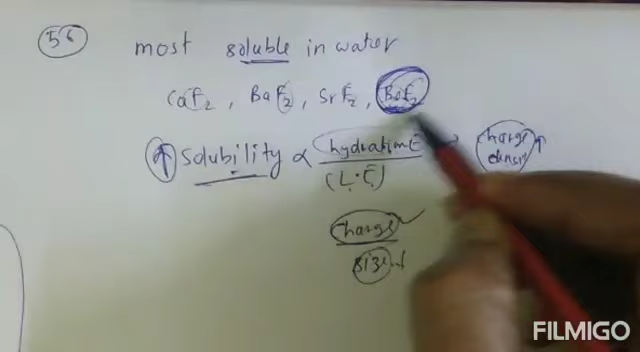 56 most soluble in water
CaF2, BaF2, SrF2, BeF2
↑ solubility ∝ hydration E / (L.E)
charge density ↑
charge
size ↓
FILMIGO